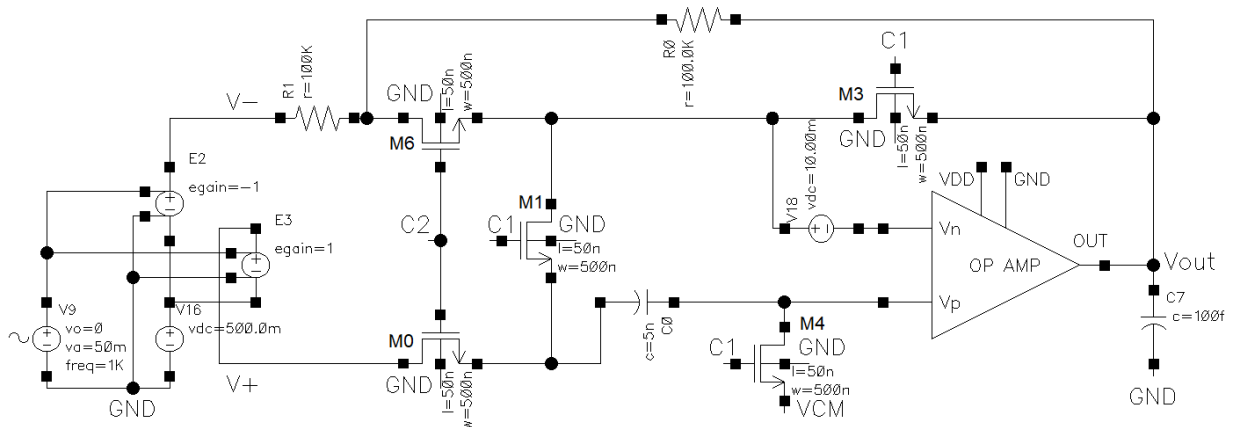 V-
R1
r=100K
R0
r=100.0K
GND
l=50n
w=500n
M6
C1
M3
GND
l=50n
w=500n
E2
egain=-1
E3
egain=1
C2
M1
C1
GND
l=50n
w=500n
V18
vdc=10.00m
VDD
GND
Vn
OP AMP
Vp
OUT
Vout
V9
vo=0
va=50m
freq=1K
V16
vdc=500.0m
M0
GND
l=50n
w=500n
V+
GND
c=5n
C0
M4
C1
GND
l=50n
w=500n
VCM
C7
c=100f
GND